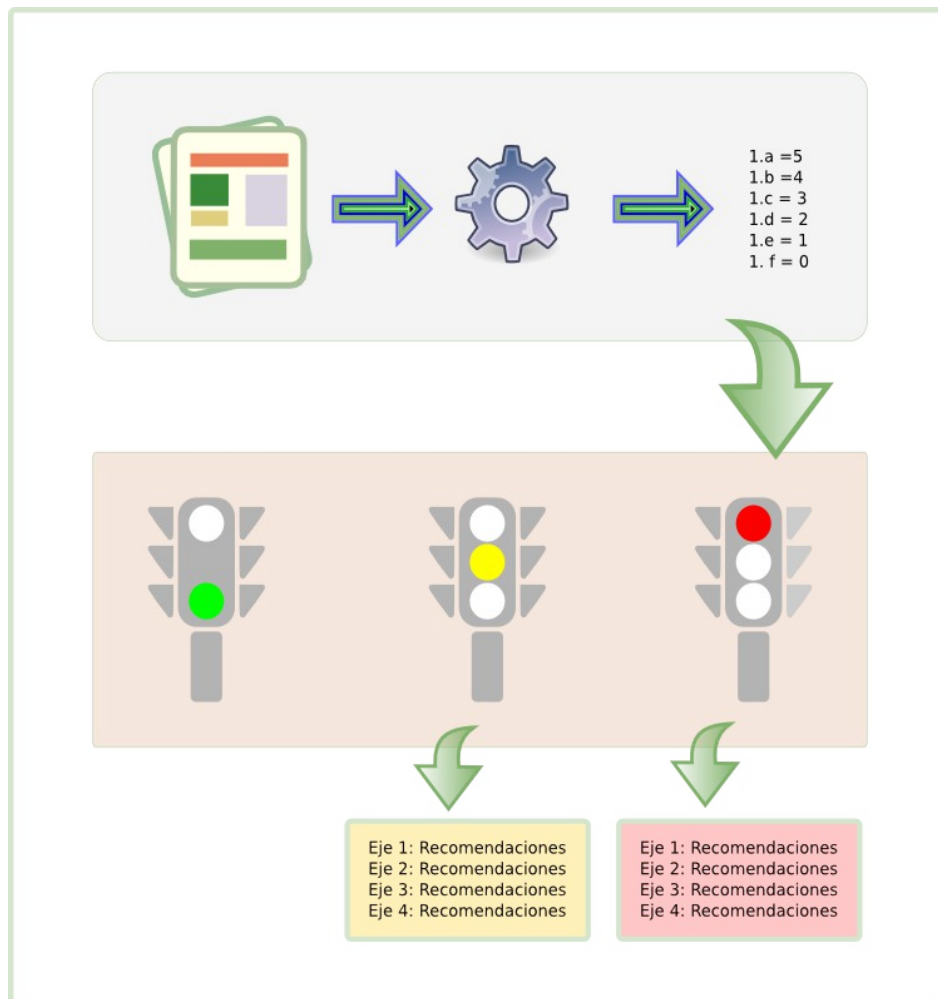 1.a =5
1.b =4
1.c = 3
1.d = 2
1.e = 1
1. f = 0
Eje 1: Recomendaciones
Eje 2: Recomendaciones
Eje 3: Recomendaciones
Eje 4: Recomendaciones
Eje 1: Recomendaciones
Eje 2: Recomendaciones
Eje 3: Recomendaciones
Eje 4: Recomendaciones